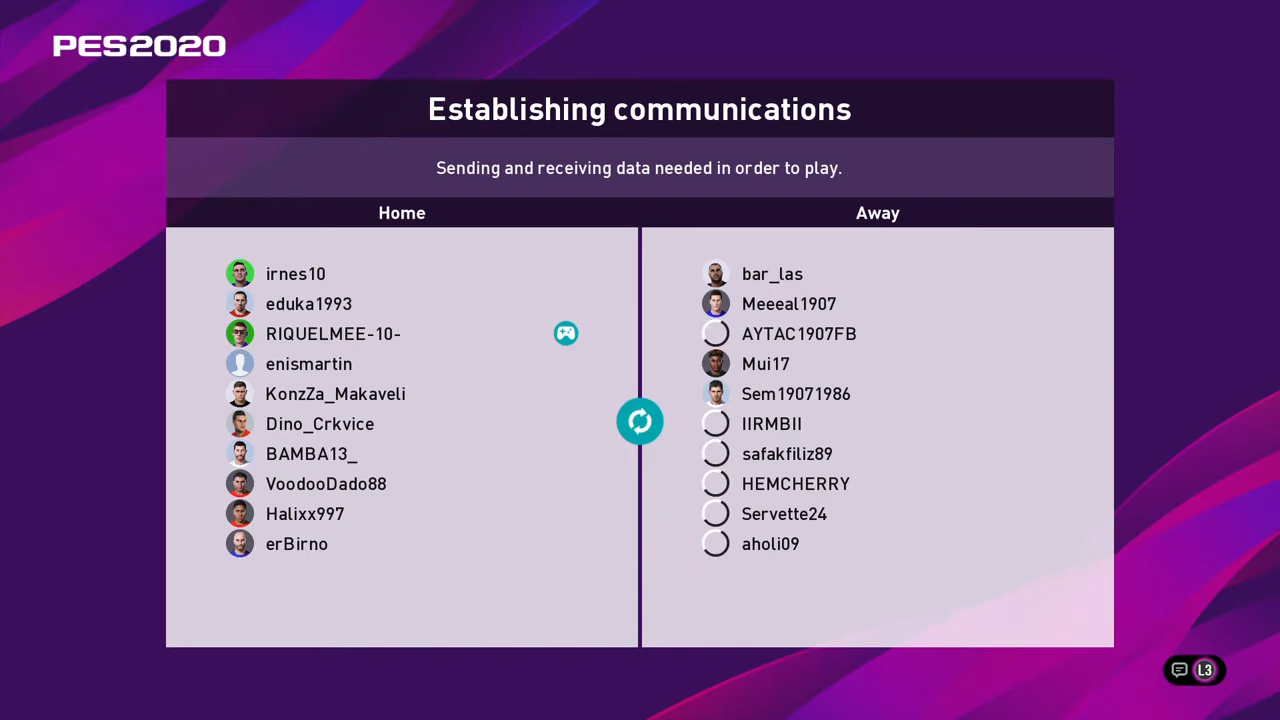 PES2020
Establishing communications
Sending and receiving data needed in order to play.
Home
Away
irnes10
eduka1993
RIQUELMEE-10-
enismartin
KonzZa_Makaveli
Dino_Crkvice
BAMBA13_
VoodooDado88
Halixx997
erBirno
bar_las
Meeeal1907
AYTAC1907FB
Mui17
Sem19071986
IIRMBII
safakfiliz89
HEMCHERRY
Servette24
aholi09
L3